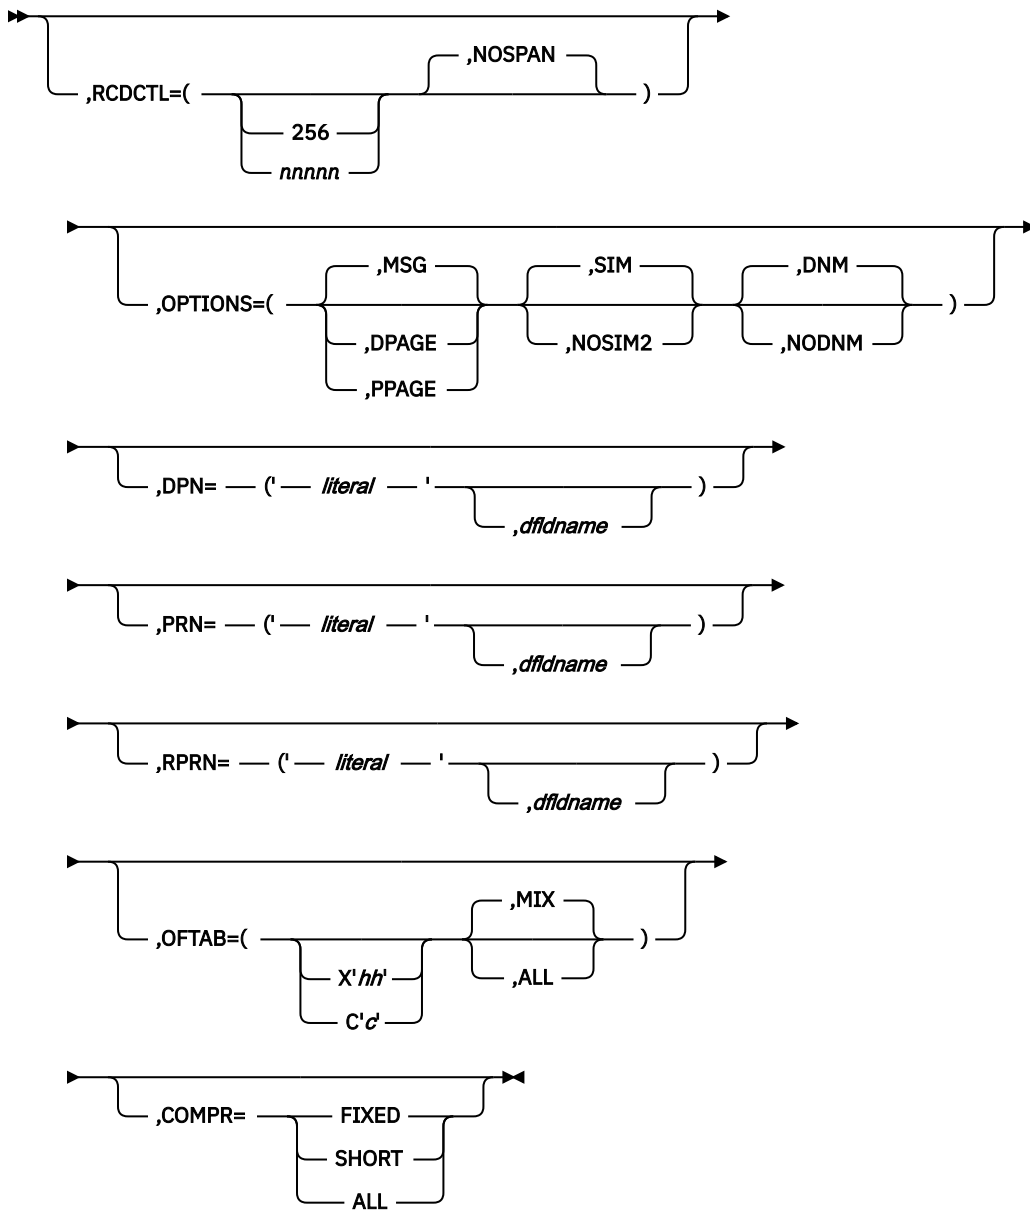 ,NOSPAN
,RCDCTL=( )
256
nnnnn
,MSG ,SIM ,DNM
,OPTIONS=( )
,DPAGE ,NOSIM2 ,NODNM
,PPAGE
,DPN= (' literal ' )
,dfldname
,PRN= (' literal ' )
,dfldname
,RPRN= (' literal ' )
,dfldname
,MIX
,OFTAB=( )
X'hh' ,ALL
C'c'
,COMPR= FIXED
SHORT
ALL